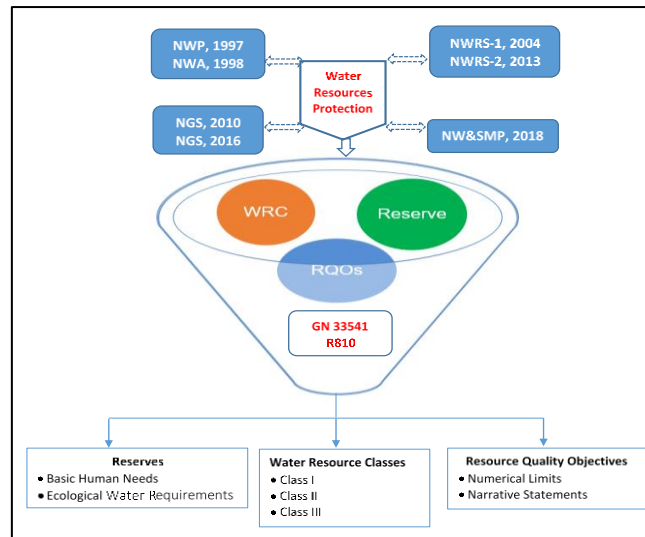 NWP, 1997
NWA, 1998
NWRS-1, 2004
NWRS-2, 2013
Water
Resources
Protection
NGS, 2010
NGS, 2016
NW&SMP, 2018
WRC
Reserve
RQOs
GN 33541
R810
Reserves
• Basic Human Needs
• Ecological Water Requirements
Water Resource Classes
• Class I
• Class II
• Class III
Resource Quality Objectives
• Numerical Limits
• Narrative Statements